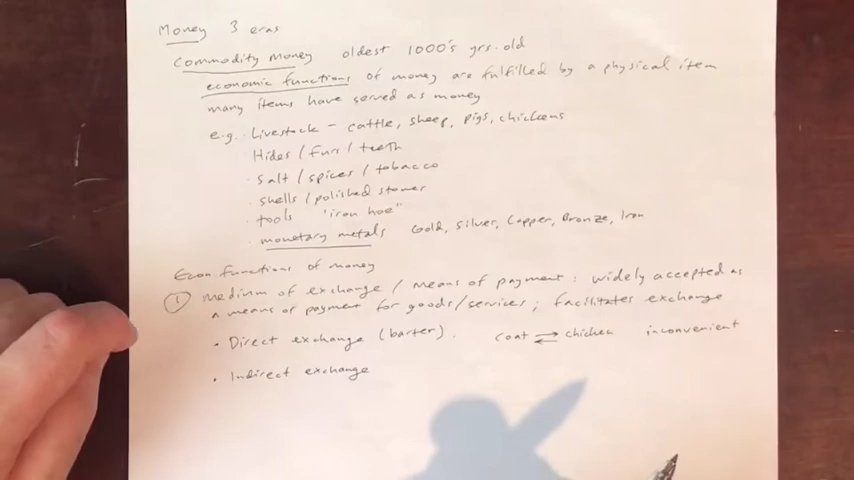 Money 3 eras
Commodity Money oldest 1000's yrs. old
economic functions of money are fulfilled by a physical item
many items have served as money
e.g. · Livestock - cattle, sheep, pigs, chickens
Hides / furs / teeth
· Salt / spices / tobacco
· shells / polished stones
· tools "iron hoe"
· monetary metals Gold, Silver, Copper, Bronze, Iron
Econ functions of money
① medium of exchange / means of payment: widely accepted as
a means of payment for goods/services; facilitates exchange
• Direct exchange (barter). coat ⇄ chicken inconvenient
• Indirect exchange